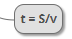 t = S/v